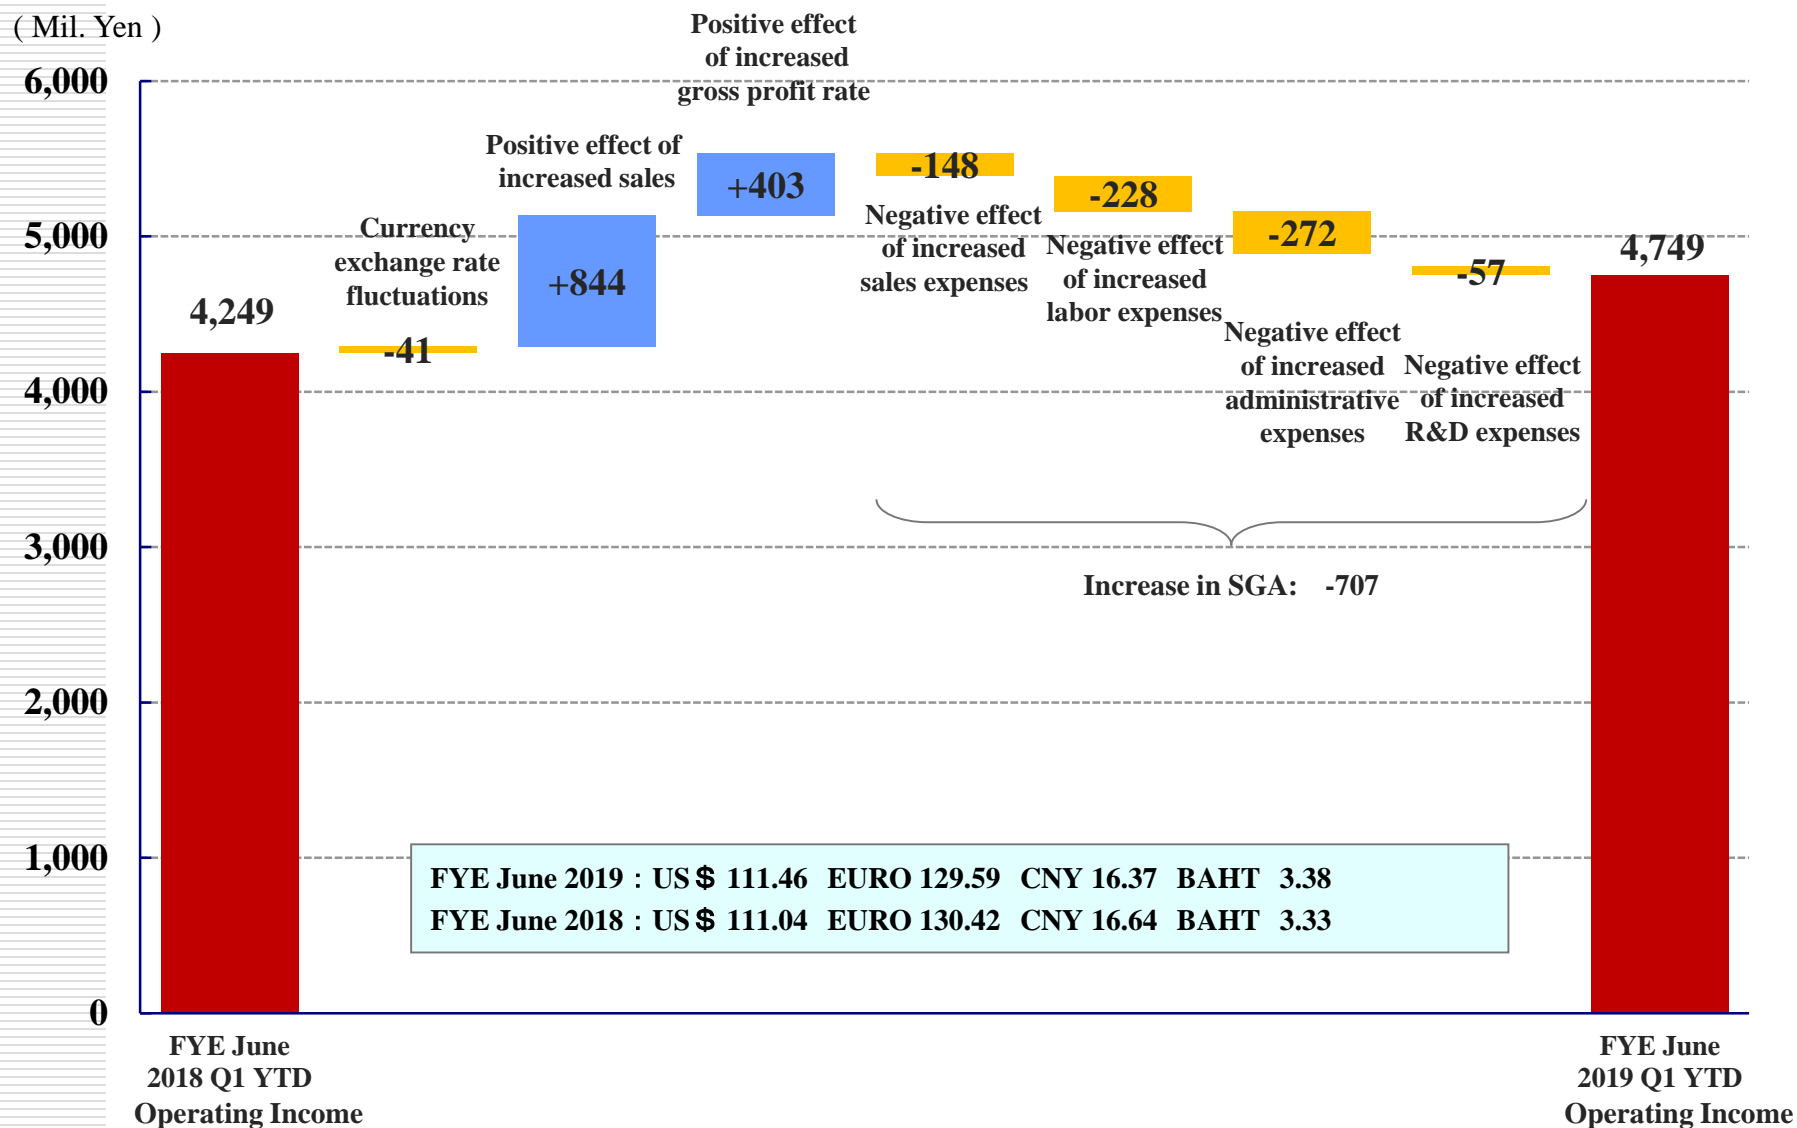 ( Mil. Yen )
6,000
5,000
4,000
3,000
2,000
1,000
0
4,249
Currency
exchange rate
fluctuations
-41
Positive effect of
increased sales
+844
Positive effect
of increased
gross profit rate
+403
-148
Negative effect
of increased
sales expenses
-228
Negative effect
of increased
labor expenses
-272
Negative effect
of increased
administrative
expenses
-57
Negative effect
of increased
R&D expenses
4,749
Increase in SGA: -707
FYE June 2019 : US＄ 111.46 EURO 129.59 CNY 16.37 BAHT 3.38
FYE June 2018 : US＄ 111.04 EURO 130.42 CNY 16.64 BAHT 3.33
FYE June
2018 Q1 YTD
Operating Income
FYE June
2019 Q1 YTD
Operating Income